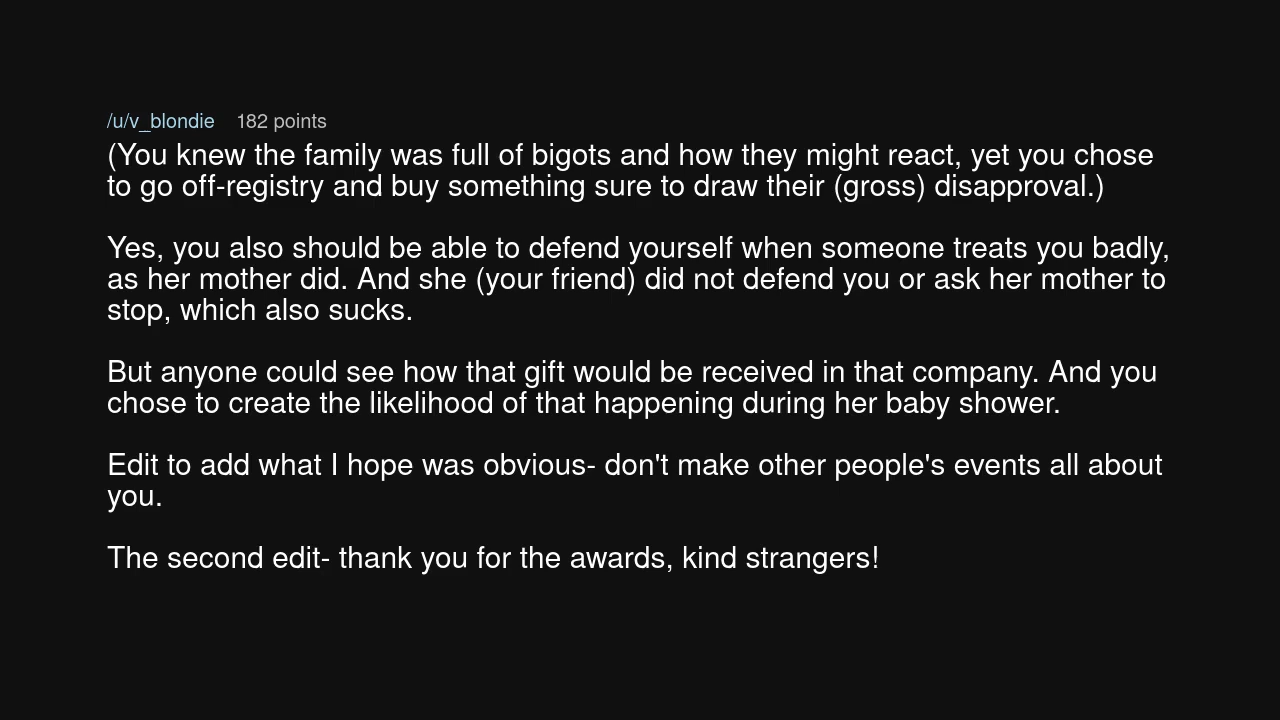 /u/v_blondie 182 points
(You knew the family was full of bigots and how they might react, yet you chose
to go off-registry and buy something sure to draw their (gross) disapproval.)
Yes, you also should be able to defend yourself when someone treats you badly,
as her mother did. And she (your friend) did not defend you or ask her mother to
stop, which also sucks.
But anyone could see how that gift would be received in that company. And you
chose to create the likelihood of that happening during her baby shower.
Edit to add what I hope was obvious- don't make other people's events all about
you.
The second edit- thank you for the awards, kind strangers!